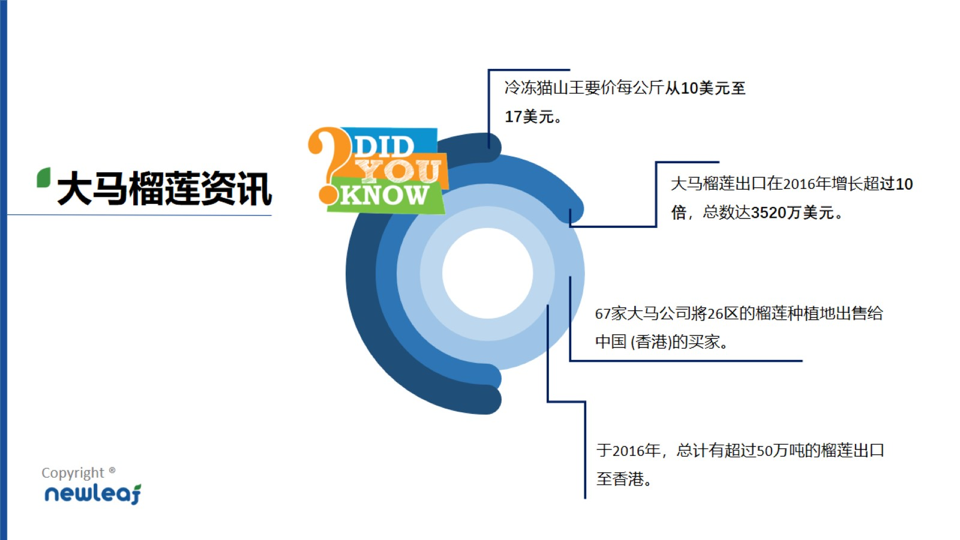 大马榴莲资讯
?DID
YOU
KNOW
冷冻猫山王要价每公斤从10美元至
17美元。
大马榴莲出口在2016年增长超过10
倍，总数达3520万美元。
67家大马公司將26区的榴莲种植地出售给
中国 (香港)的买家。
于2016年，总计有超过50万吨的榴莲出口
至香港。
Copyright ®
newleaf